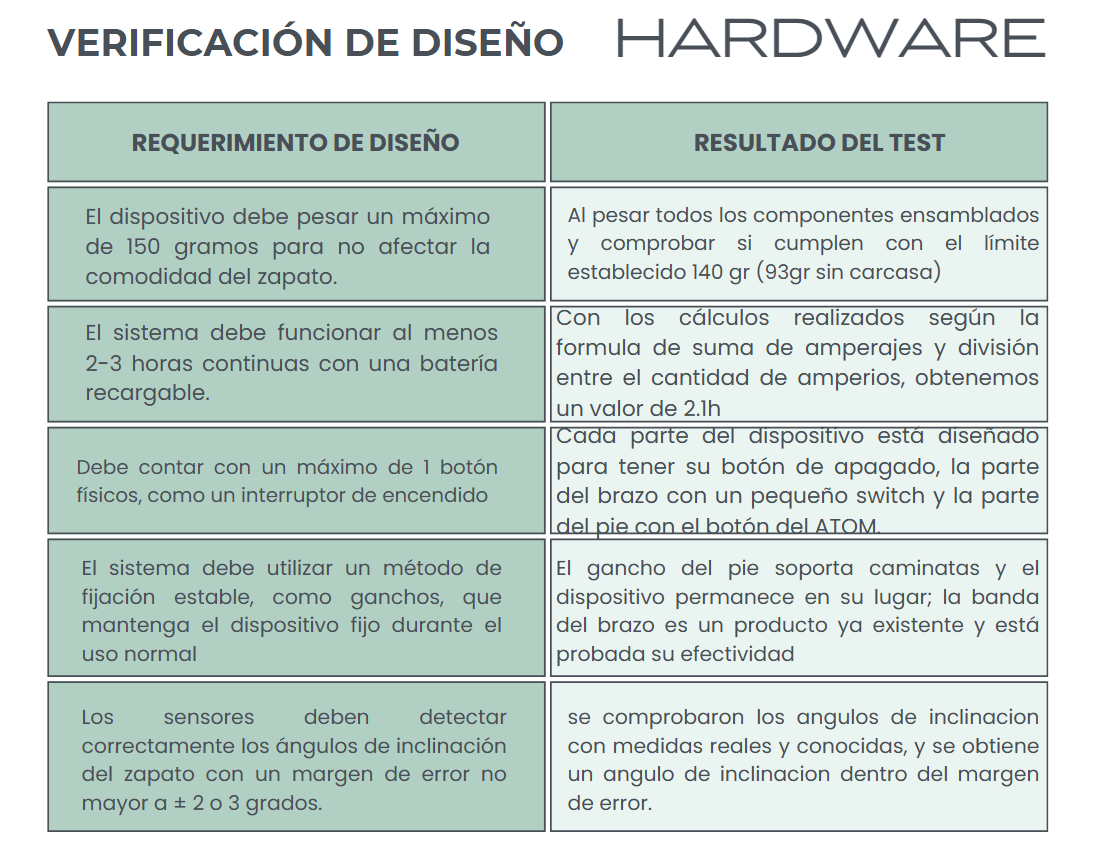 VERIFICACIÓN DE DISEÑO HARDWARE
REQUERIMIENTO DE DISEÑO
RESULTADO DEL TEST
El dispositivo debe pesar un máximo
de 150 gramos para no afectar la
comodidad del zapato.
Al pesar todos los componentes ensamblados
y comprobar si cumplen con el límite
establecido 140 gr (93gr sin carcasa)
El sistema debe funcionar al menos
2-3 horas continuas con una batería
recargable.
Con los cálculos realizados según la
formula de suma de amperajes y división
entre el cantidad de amperios, obtenemos
un valor de 2.1h
Debe contar con un máximo de 1 botón
físicos, como un interruptor de encendido
Cada parte del dispositivo está diseñado
para tener su botón de apagado, la parte
del brazo con un pequeño switch y la parte
del pie con el botón del ATOM.
El sistema debe utilizar un método de
fijación estable, como ganchos, que
mantenga el dispositivo fijo durante el
uso normal
El gancho del pie soporta caminatas y el
dispositivo permanece en su lugar; la banda
del brazo es un producto ya existente y está
probada su efectividad
Los sensores deben detectar
correctamente los ángulos de inclinación
del zapato con un margen de error no
mayor a ± 2 o 3 grados.
se comprobaron los angulos de inclinacion
con medidas reales y conocidas, y se obtiene
un angulo de inclinacion dentro del margen
de error.